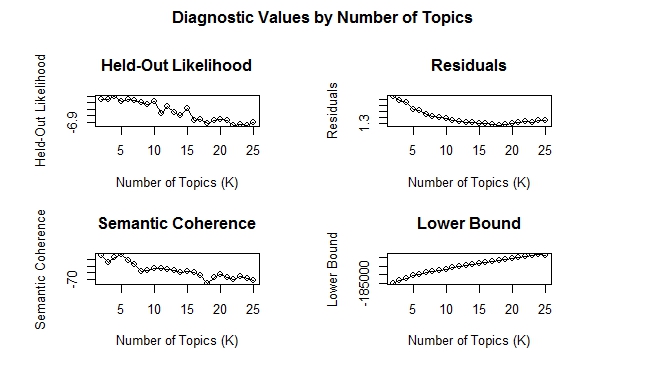 Diagnostic Values by Number of Topics
Held-Out Likelihood
Held-Out Likelihood
-6.9
5 10 15 20 25
Number of Topics (K)
Residuals
Residuals
1.3
5 10 15 20 25
Number of Topics (K)
Semantic Coherence
Semantic Coherence
-70
5 10 15 20 25
Number of Topics (K)
Lower Bound
Lower Bound
-185000
5 10 15 20 25
Number of Topics (K)